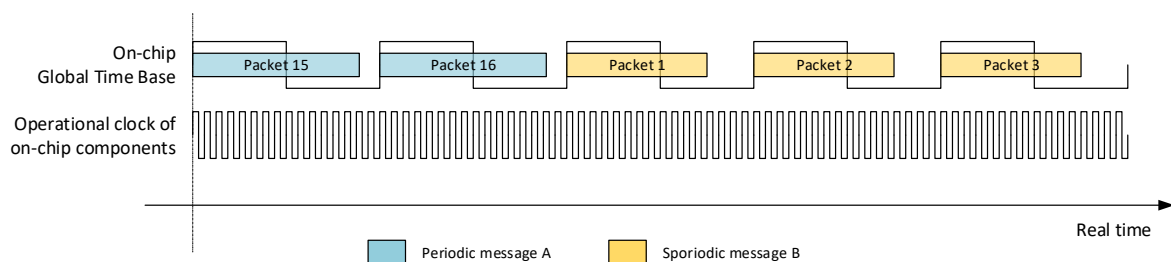 On-chip
Global Time Base
Packet 15
Packet 16
Packet 1
Packet 2
Packet 3
Operational clock of
on-chip components
Real time
Periodic message A
Sporiodic message B